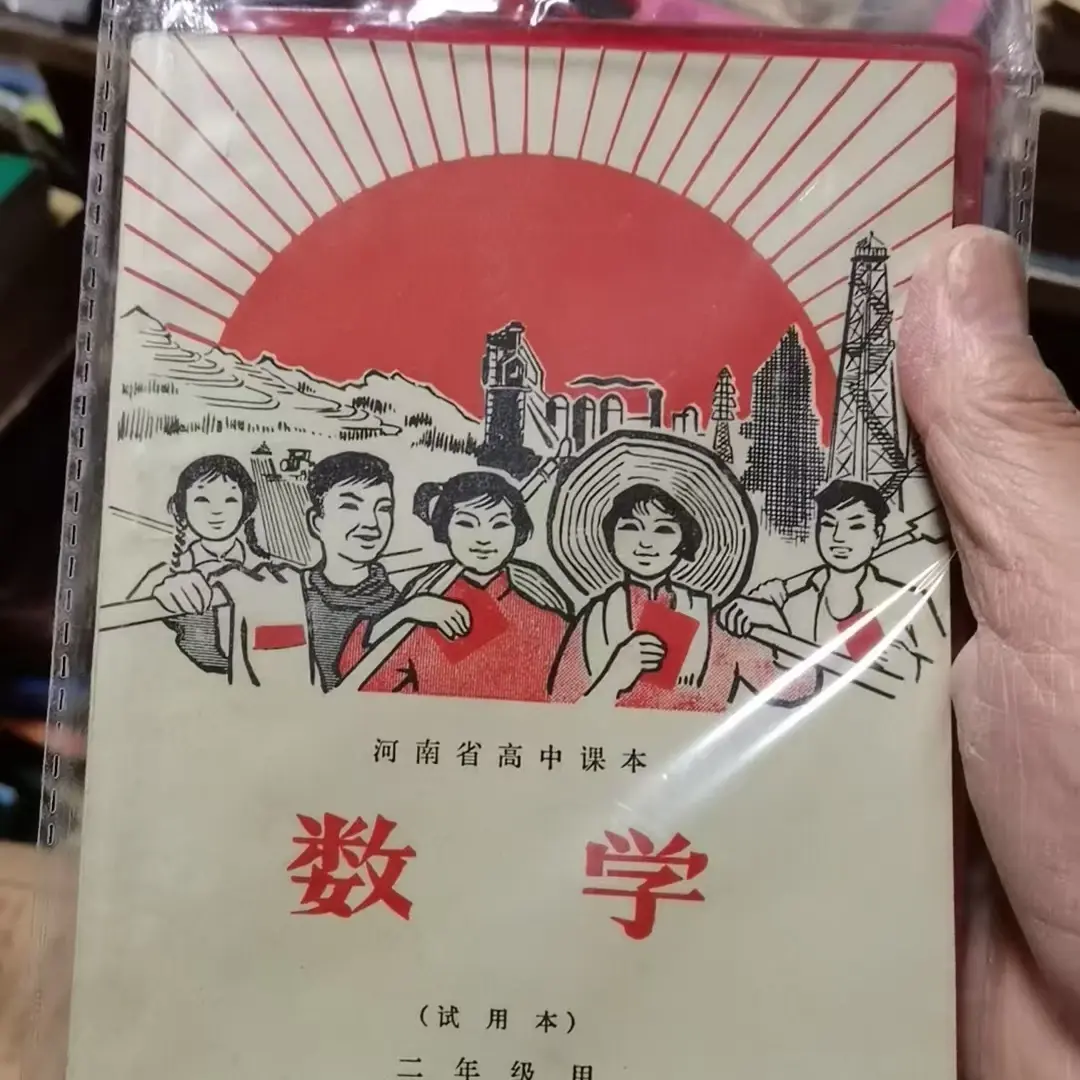 河南省高中课本
数学
（试用本）
二年级用